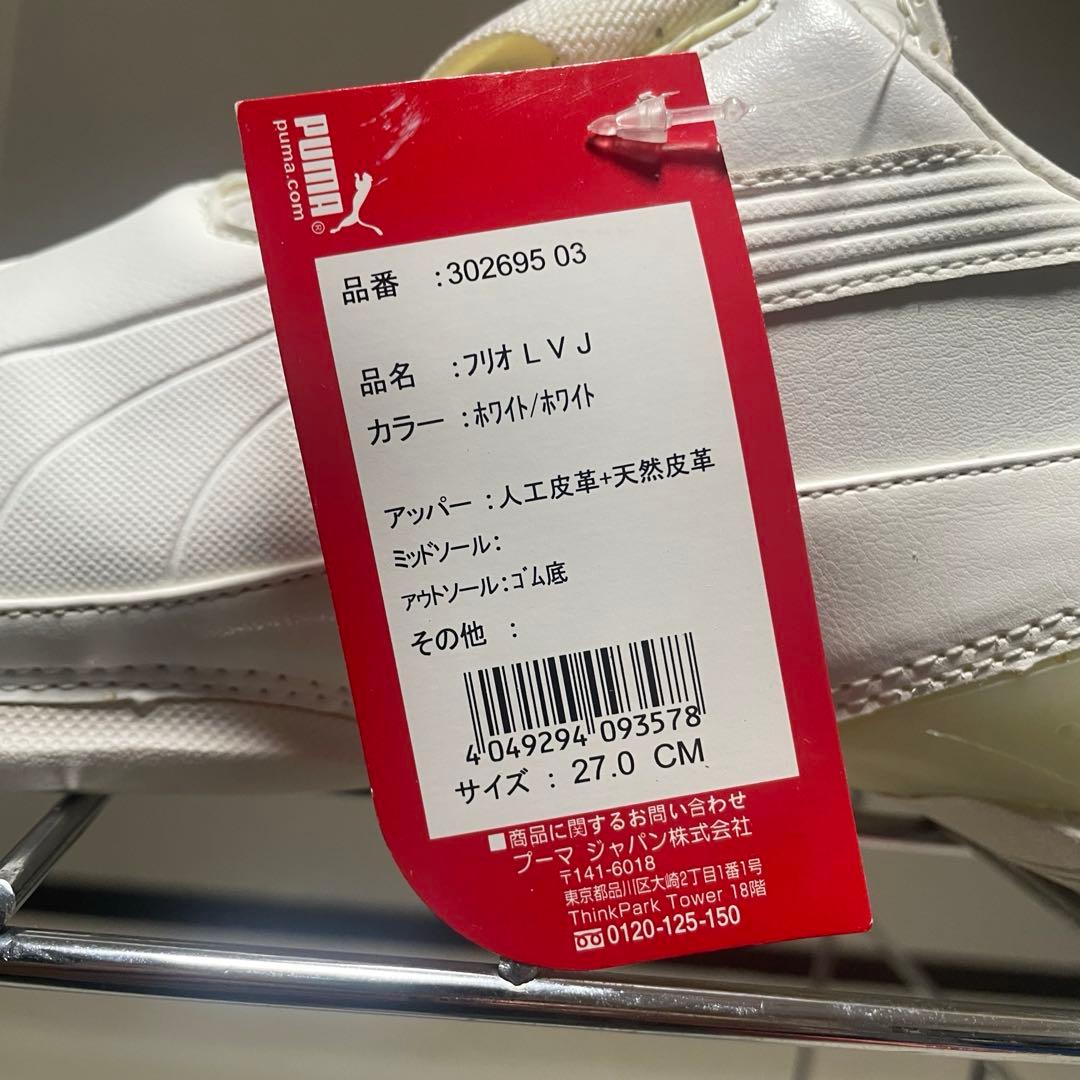 PUMA®
puma.com
品番 :302695 03
品名 :フリオ L V J
カラー :ホワイト/ホワイト
アッパー :人工皮革+天然皮革
ミッドソール:
アウトソール:ゴム底
その他 :
4 049294 093578
サイズ : 27.0 CM
■商品に関するお問い合わせ
プーマ ジャパン株式会社
〒141-6018
東京都品川区大崎2丁目1番1号
ThinkPark Tower 18階
0120-125-150